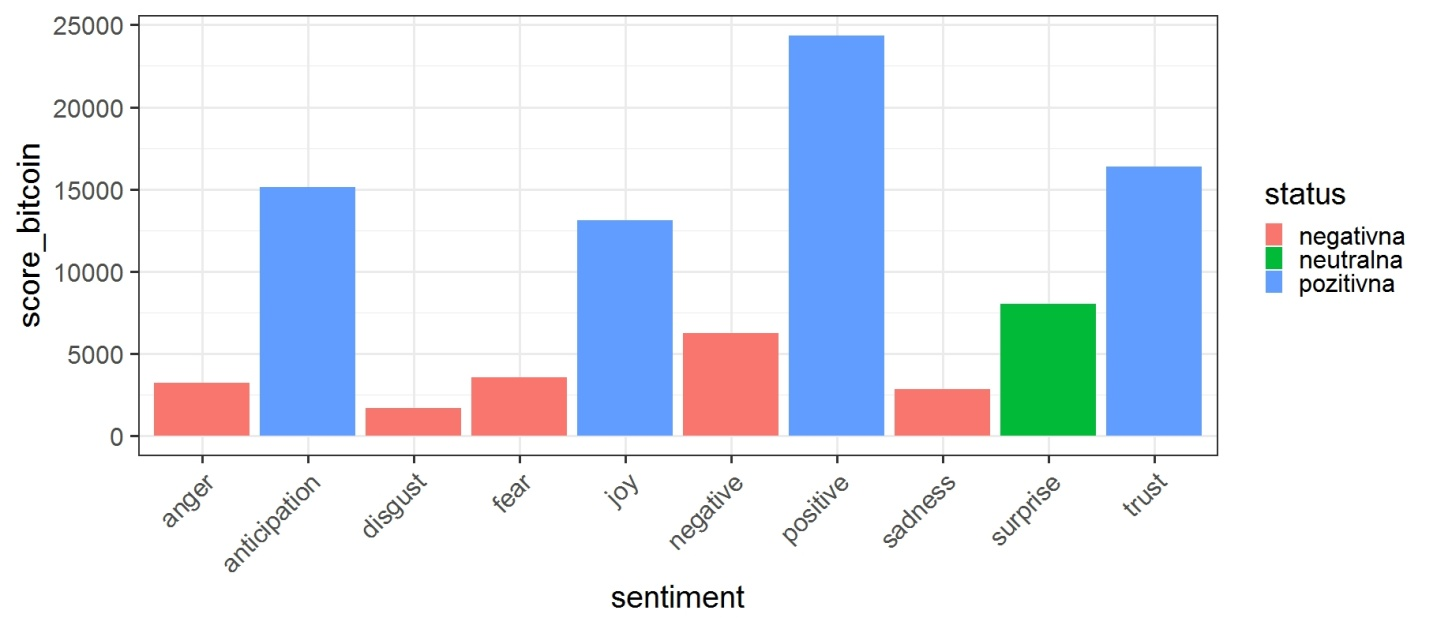 score_bitcoin
25000
20000
15000
10000
5000
0
anger
anticipation
disgust
fear
joy
negative
positive
sadness
surprise
trust
sentiment
status
negativna
neutralna
pozitivna